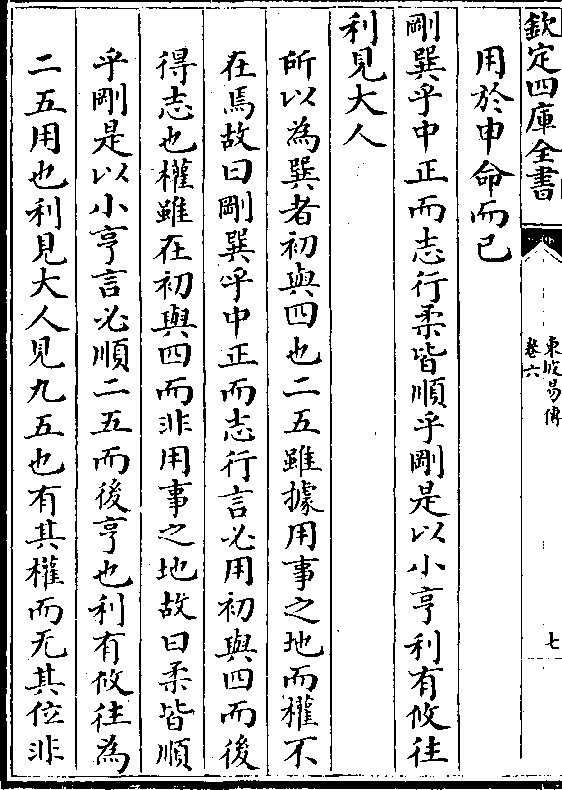 欽定四庫全書
東坡易傳
卷六
七
用於申命而已
剛巽乎中正而志行柔皆順乎剛是以小亨利有攸往
利見大人
所以為巽者初與四也二五雖據用事之地而權不
在焉故曰剛巽乎中正而志行言必用初與四而後
得志也權雖在初與四而非用事之地故曰柔皆順
乎剛是以小亨言必順二五而後亨也利有攸往為
二五用也利見大人見九五也有其權而无其位非